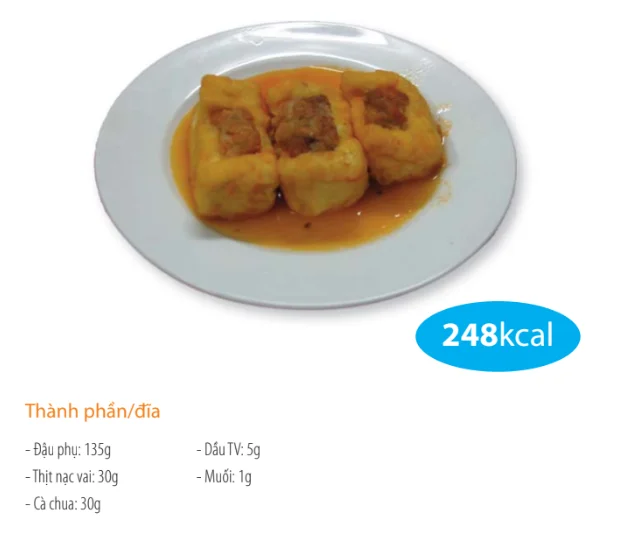 248kcal
Thành phần/đĩa
- Đậu phụ: 135g
- Thịt nạc vai: 30g
- Cà chua: 30g
- Dầu TV: 5g
- Muối: 1g